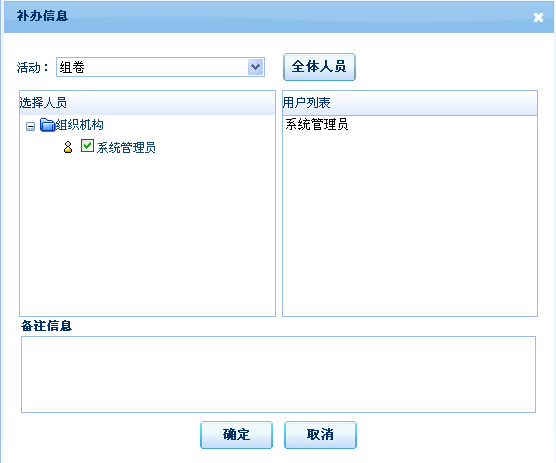 补办信息
活动： 组卷 全体人员
选择人员
组织机构
系统管理员
用户列表
系统管理员
备注信息
确定 取消